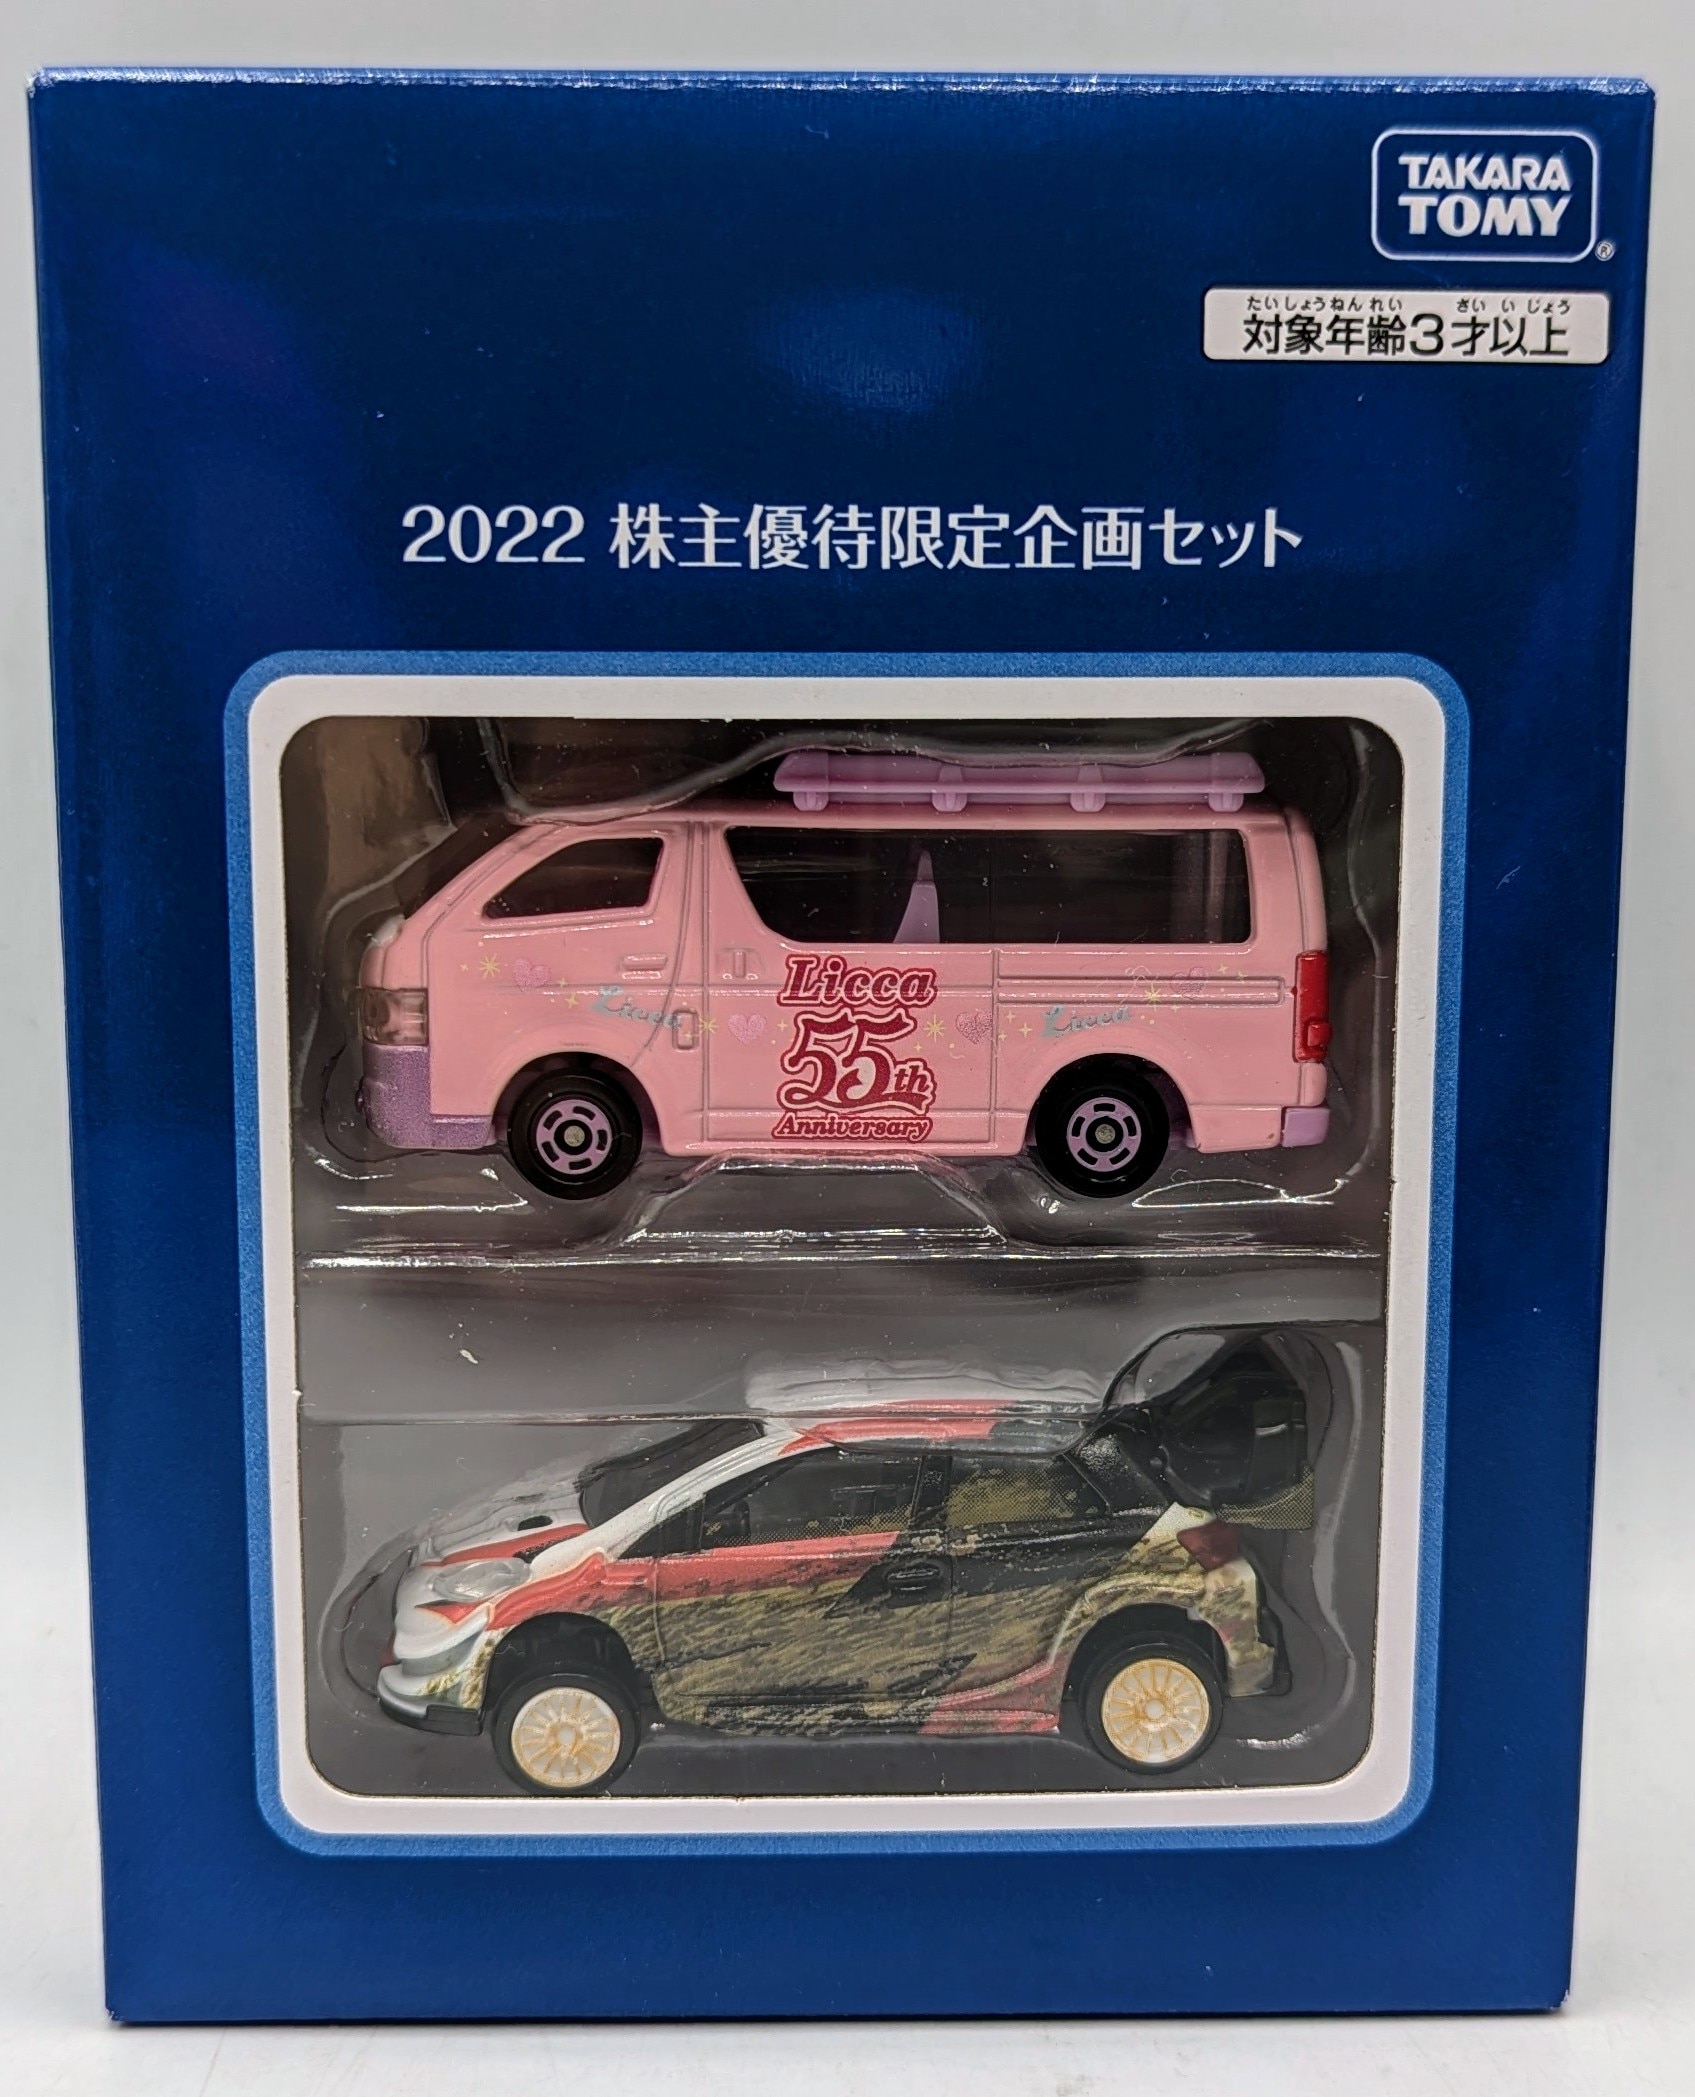 TAKARA
TOMY
®
たいしょうねんれい さいいじょう
対象年齢3才以上
2022 株主優待限定企画セット
Licca
55th
Anniversary
Licca
Licca